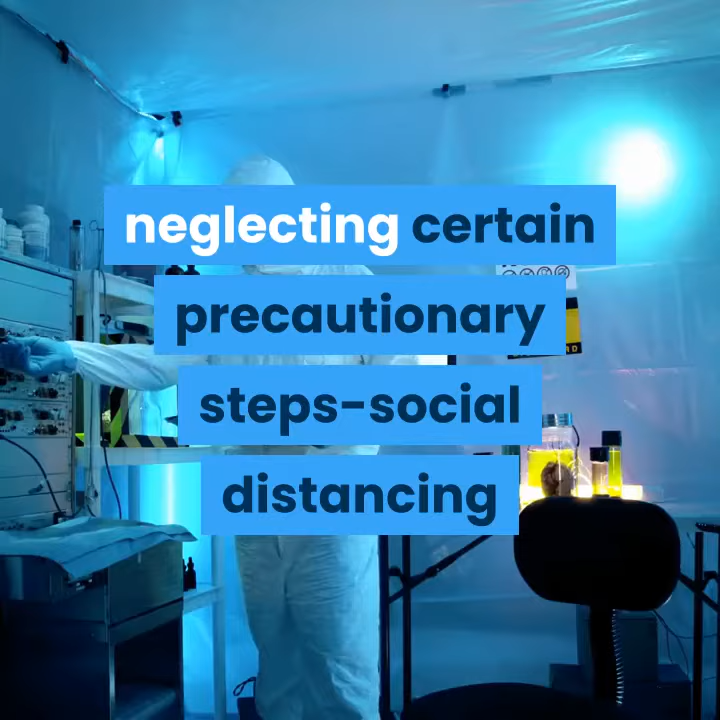 neglecting certain
precautionary
steps-social
distancing